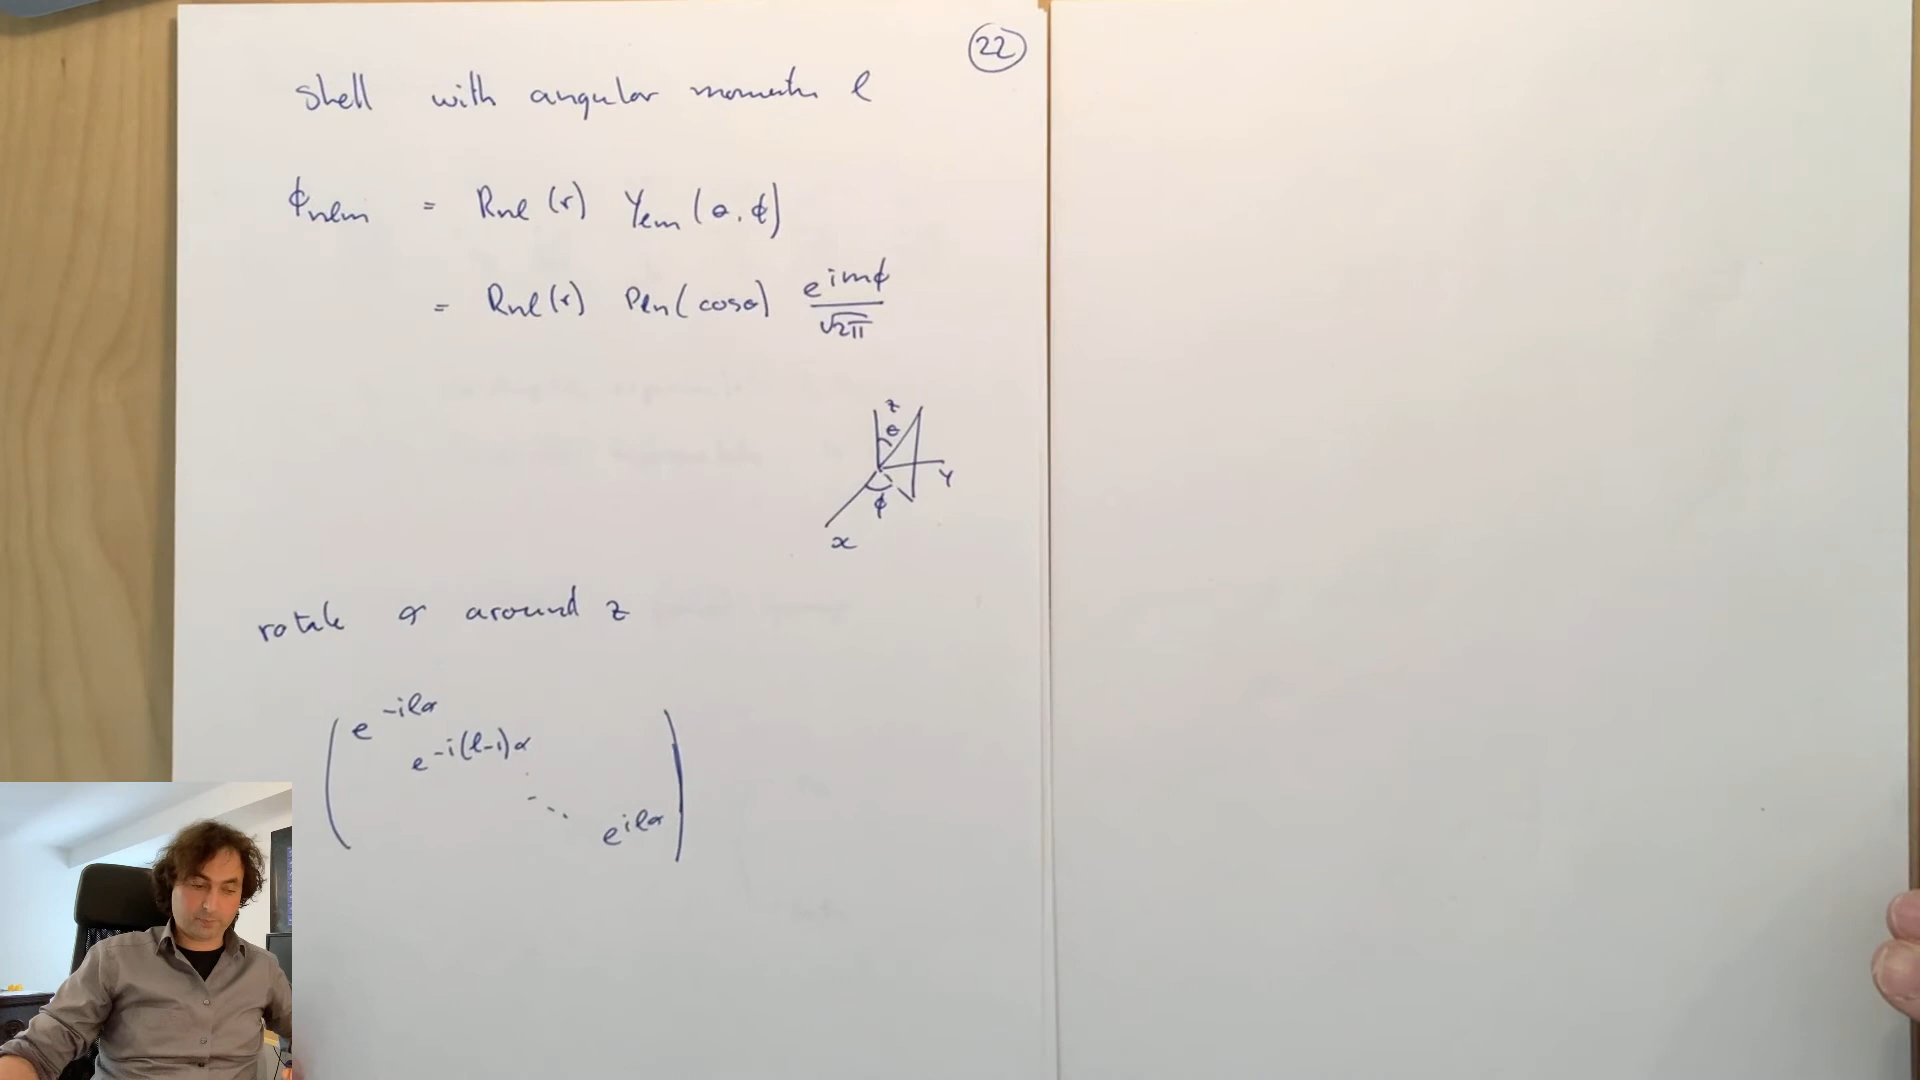 22
shell with angular momentum l
ϕnlm = Rnl (r) Ylm (θ, ϕ)
= Rnl (r) Plm (cosθ) e^{imϕ} / √2π
z
θ
y
ϕ
x
rotate α around z
e^{-ilα}
e^{-i(l-1)α}
⋱
e^{ilα}